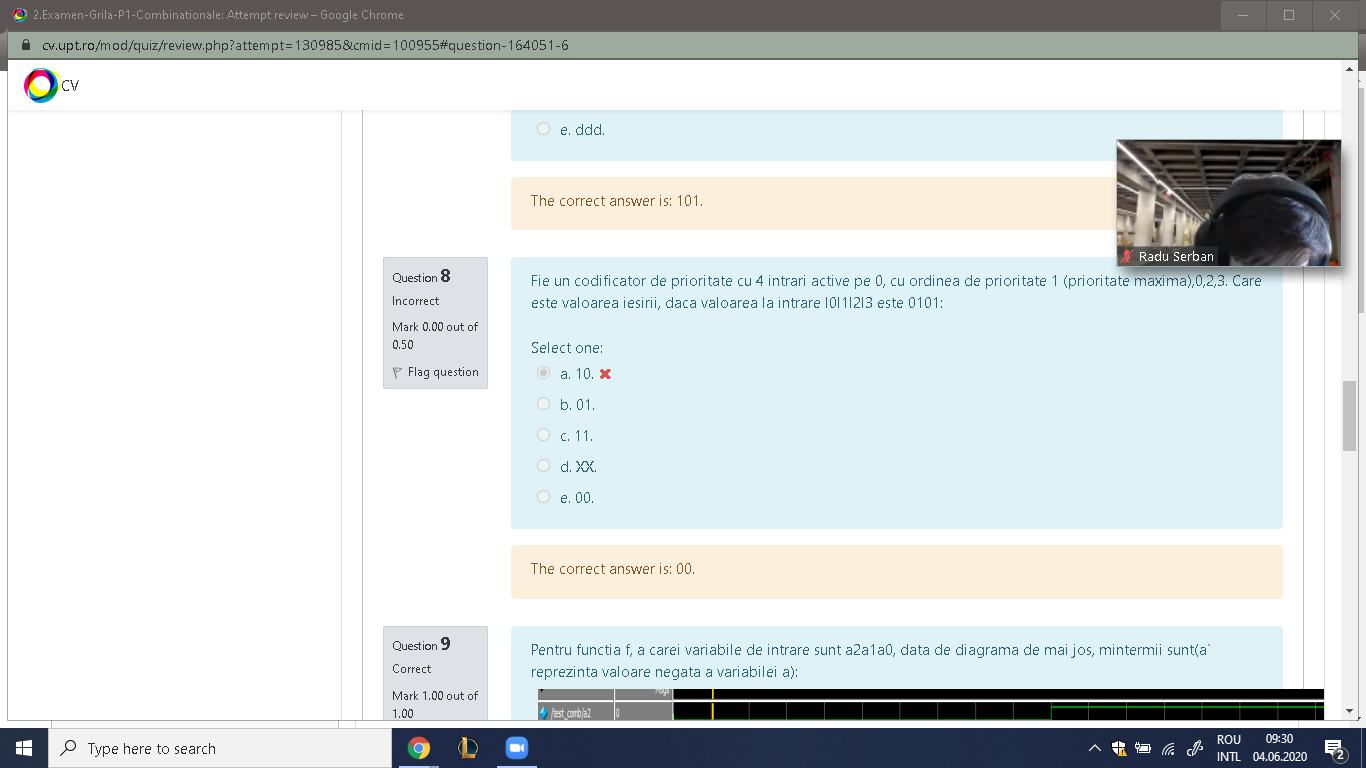 2.Examen-Grila-P1-Combinationale: Attempt review – Google Chrome
cv.upt.ro/mod/quiz/review.php?attempt=130985&cmid=100955#question-164051-6
CV
e. ddd.
The correct answer is: 101.
Radu Serban
Question 8
Incorrect
Mark 0.00 out of
0.50
Flag question
Fie un codificator de prioritate cu 4 intrari active pe 0, cu ordinea de prioritate 1 (prioritate maxima),0,2,3. Care
este valoarea iesirii, daca valoarea la intrare I0I1I2I3 este 0101:
Select one:
a. 10.
b. 01.
c. 11.
d. XX.
e. 00.
The correct answer is: 00.
Question 9
Correct
Mark 1.00 out of
1.00
Pentru functia f, a carei variabile de intrare sunt a2a1a0, data de diagrama de mai jos, mintermii sunt(a`
reprezinta valoare negata a variabilei a):
Msgs
/test_comb/a2
0
Type here to search
ROU
INTL
09:30
04.06.2020
2